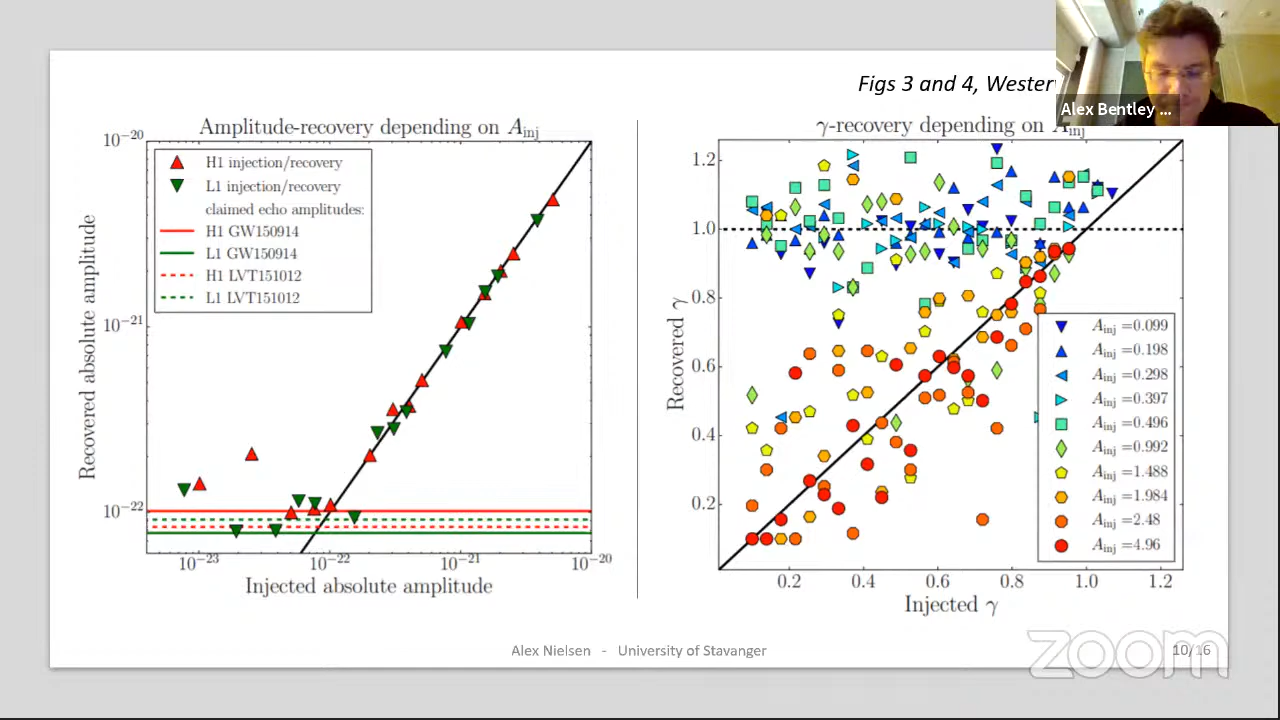 Figs 3 and 4, Wester
Alex Bentley ...
Amplitude-recovery depending on A_inj
10^−20
10^−21
10^−22
Recovered absolute amplitude
H1 injection/recovery
L1 injection/recovery
claimed echo amplitudes:
H1 GW150914
L1 GW150914
H1 LVT151012
L1 LVT151012
10^−23
10^−22
10^−21
10^−20
Injected absolute amplitude
γ-recovery depending on A_inj
1.2
1.0
0.8
0.6
0.4
0.2
Recovered γ
A_inj =0.099
A_inj =0.198
A_inj =0.298
A_inj =0.397
A_inj =0.496
A_inj =0.992
A_inj =1.488
A_inj =1.984
A_inj =2.48
A_inj =4.96
0.2
0.4
0.6
0.8
1.0
1.2
Injected γ
Alex Nielsen - University of Stavanger
10/16
zoom